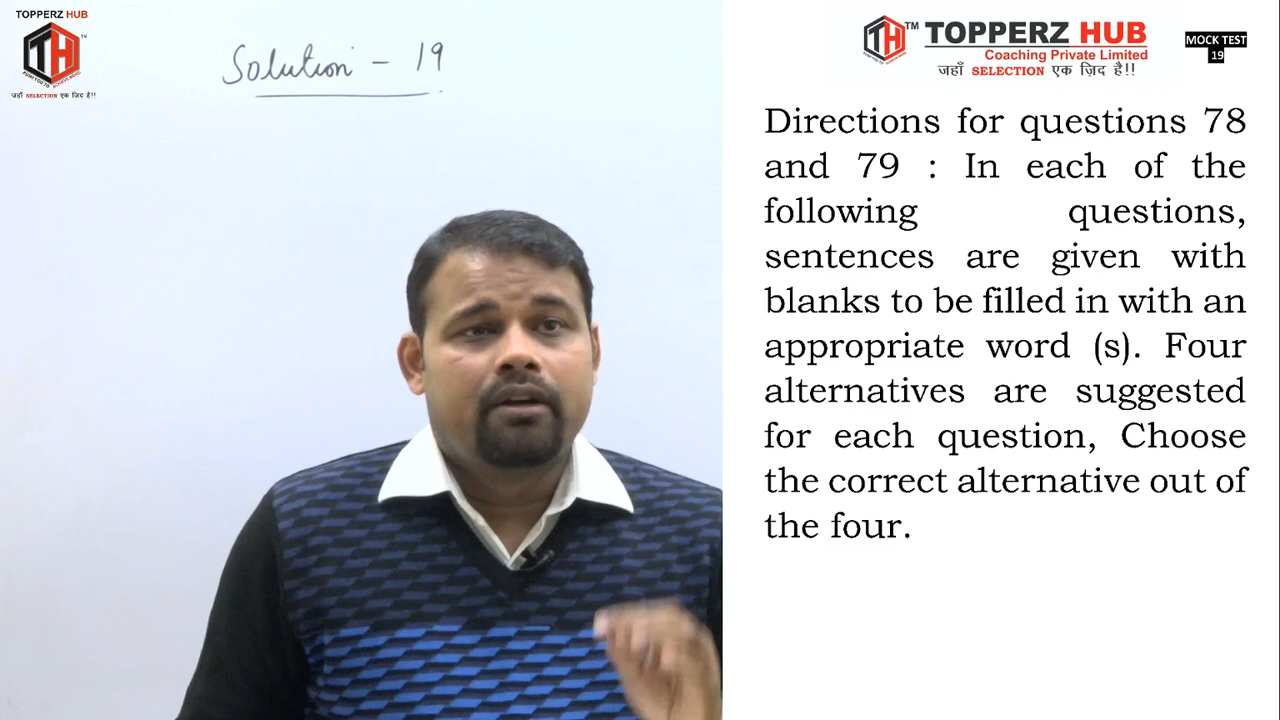 TOPPERZ HUB
TH
TM
जहाँ SELECTION एक ज़िद है!!
Solution - 19
TH
TM
TOPPERZ HUB
Coaching Private Limited
जहाँ SELECTION एक ज़िद है!!
MOCK TEST
19
Directions for questions 78
and 79 : In each of the
following questions,
sentences are given with
blanks to be filled in with an
appropriate word (s). Four
alternatives are suggested
for each question, Choose
the correct alternative out of
the four.